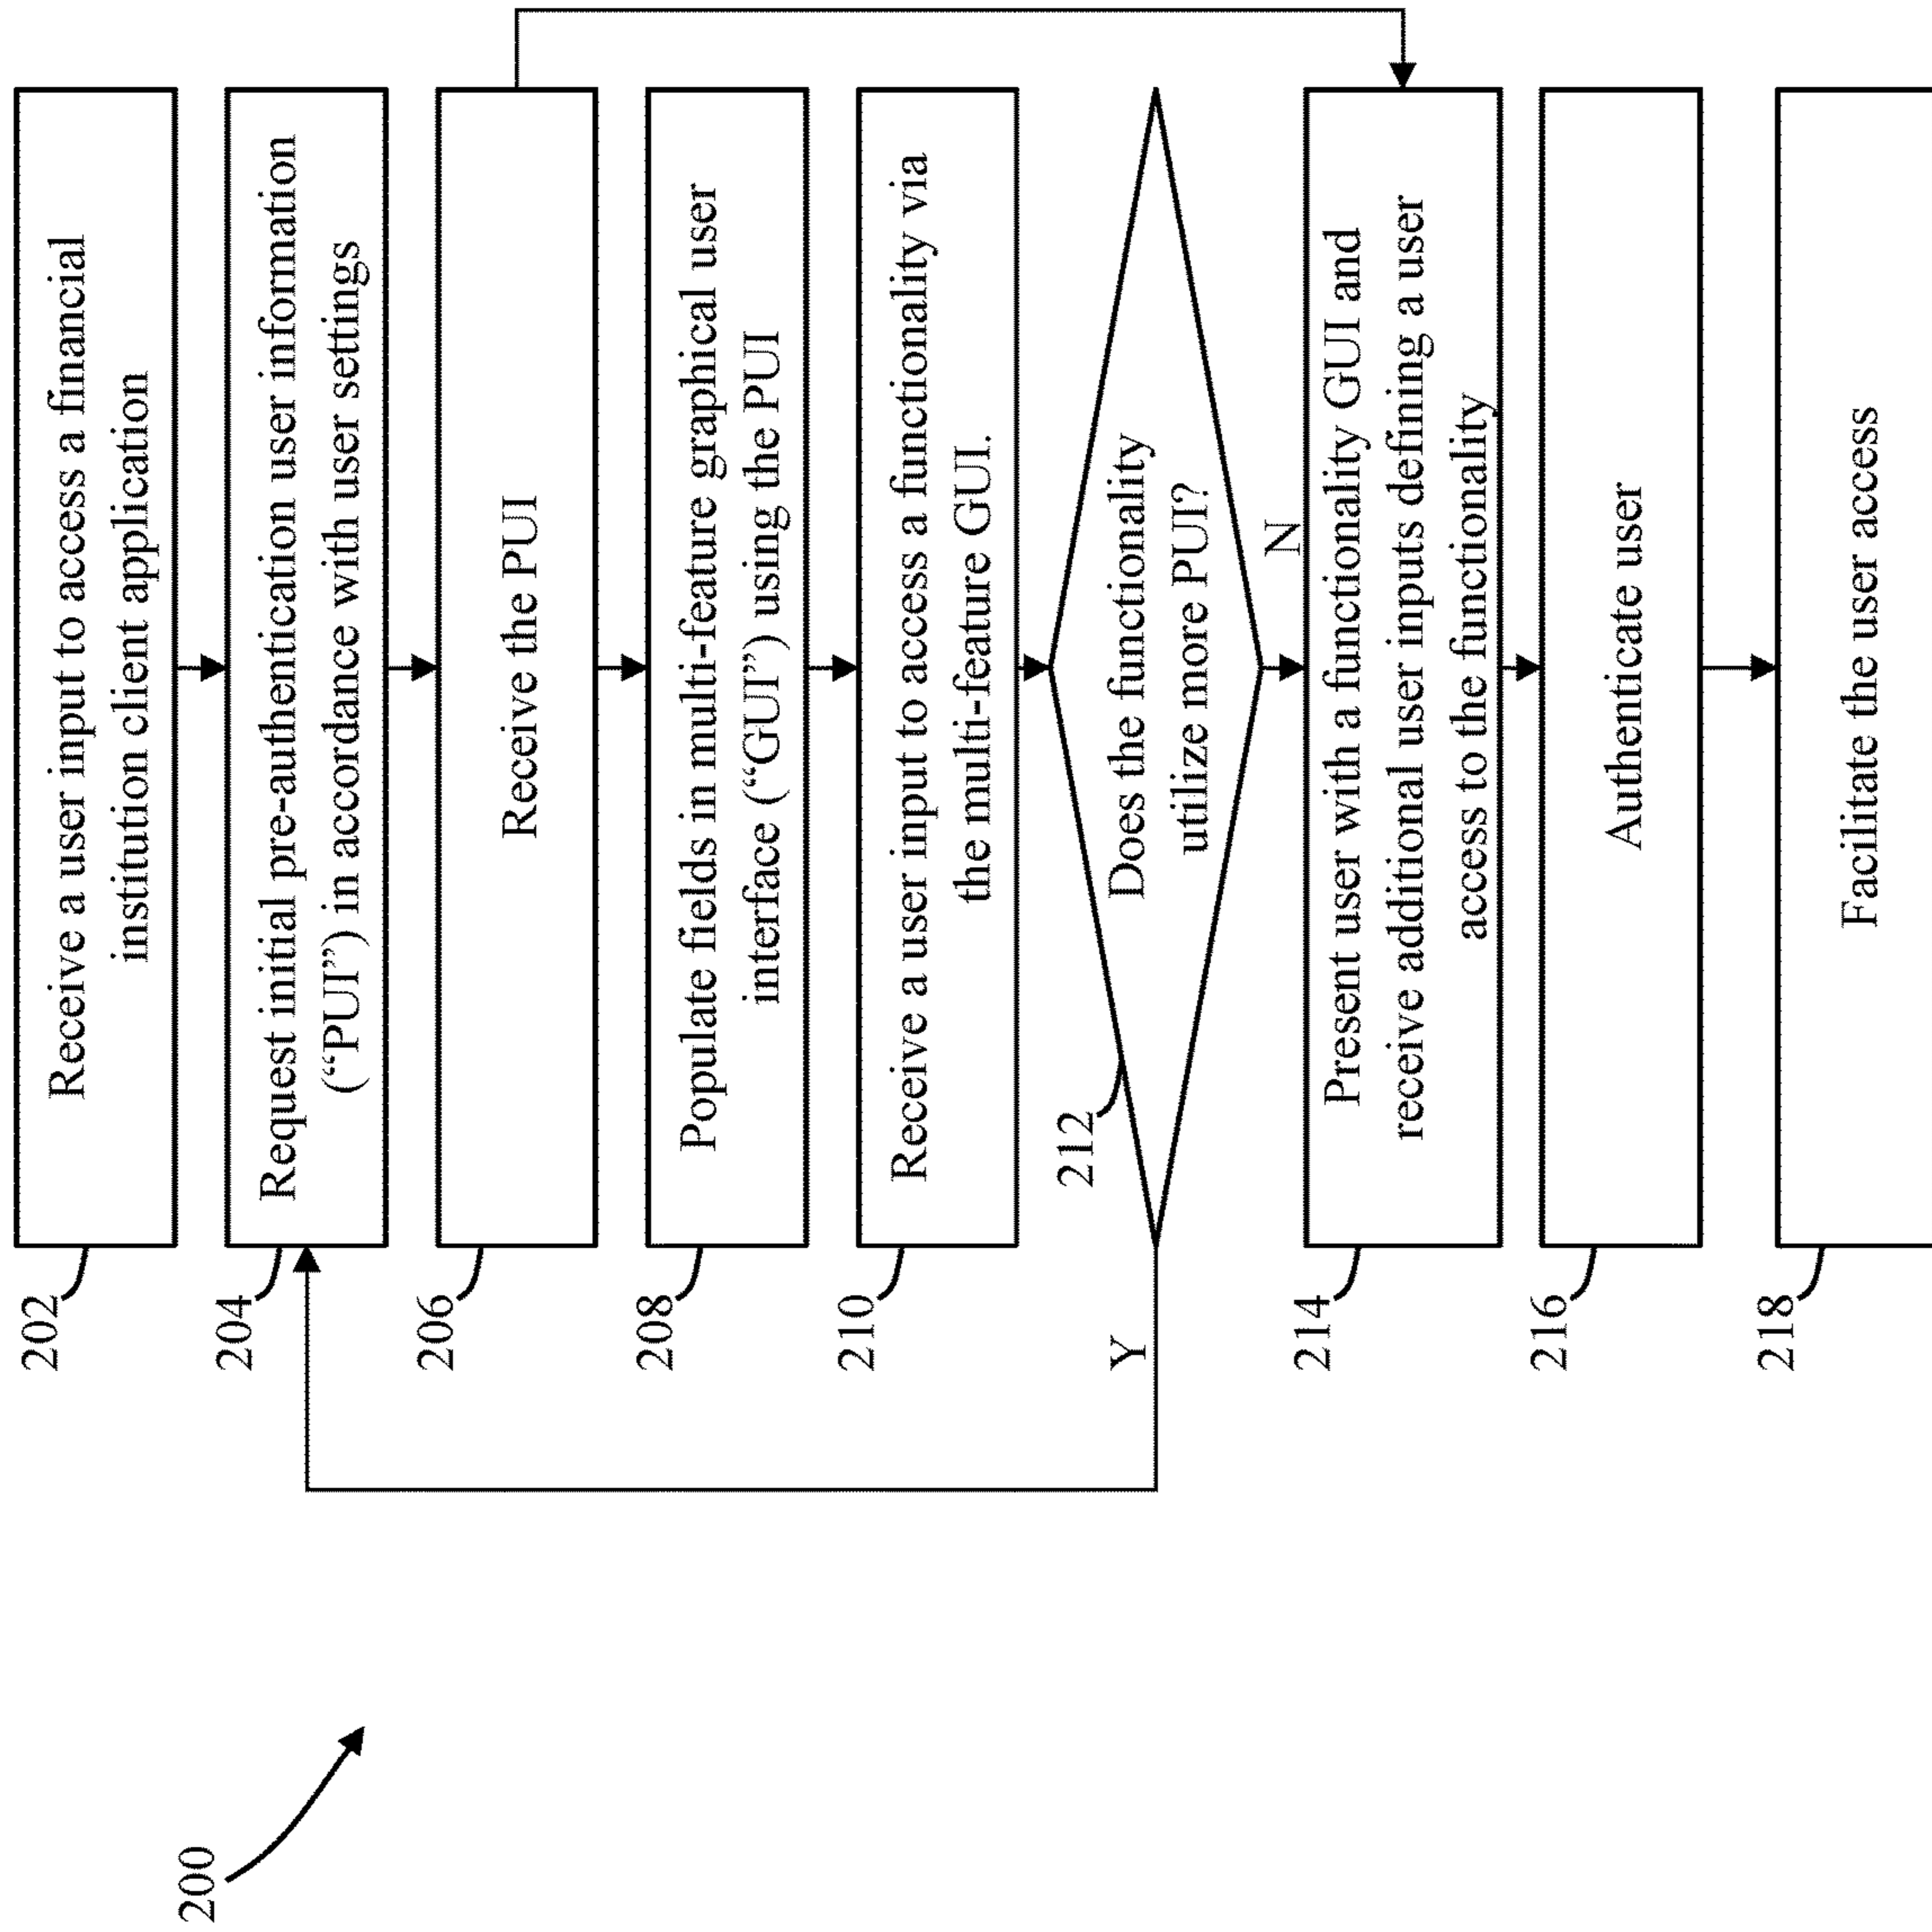 200
202
Receive a user input to access a financial
institution client application
204
Request initial pre-authentication user information
(“PUI”) in accordance with user settings
206
Receive the PUI
208
Populate fields in multi-feature graphical user
interface (“GUI”) using the PUI
210
Receive a user input to access a functionality via
the multi-feature GUI.
212
Does the functionality
utilize more PUI?
Y
N
214
Present user with a functionality GUI and
receive additional user inputs defining a user
access to the functionality
216
Authenticate user
218
Facilitate the user access